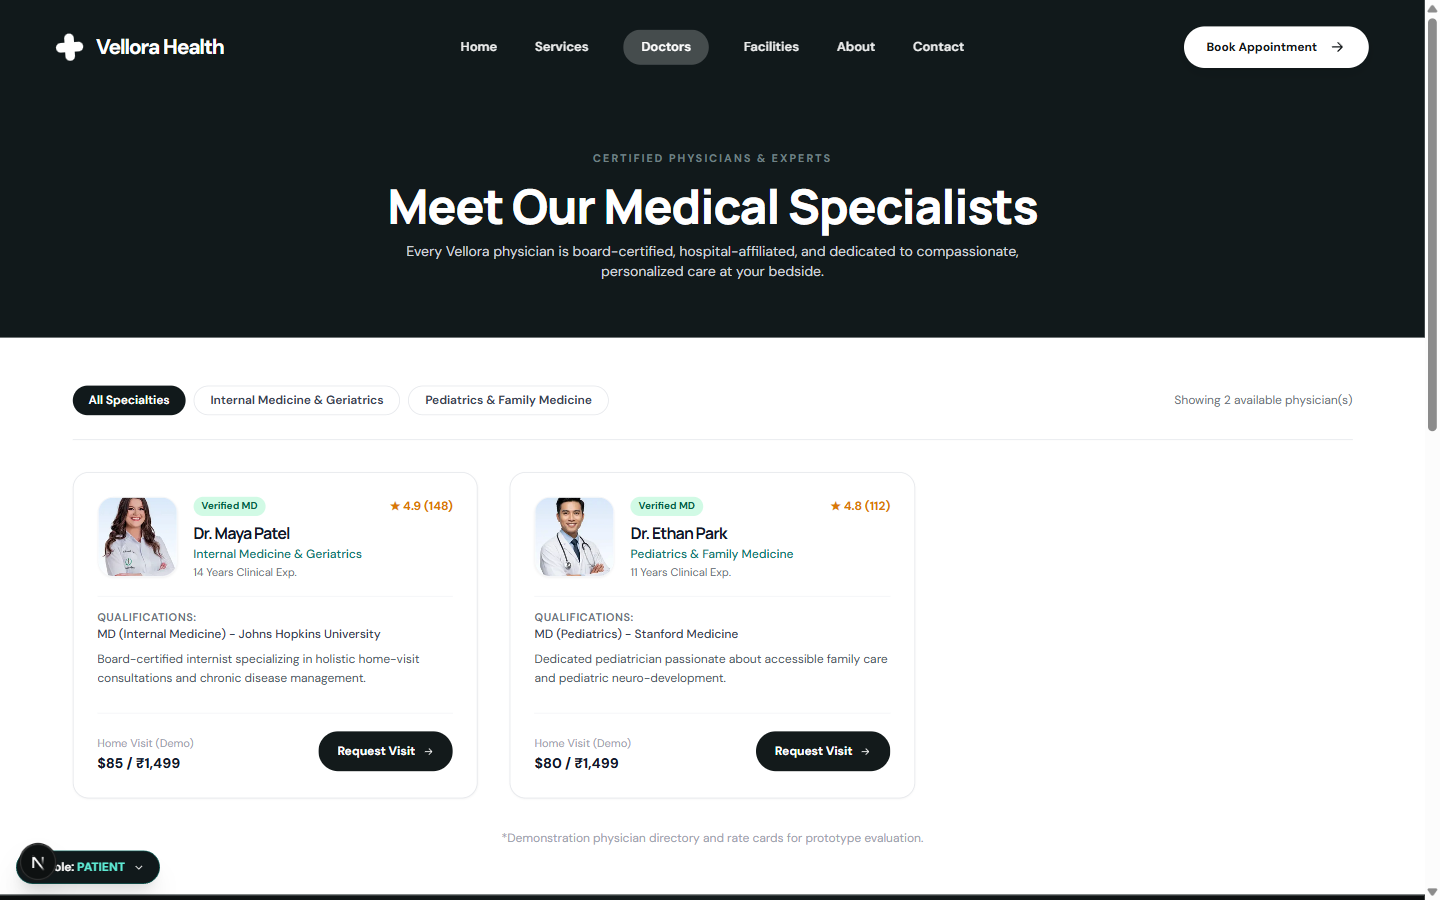 Vellora Health
Home
Services
Doctors
Facilities
About
Contact
Book Appointment →
CERTIFIED PHYSICIANS & EXPERTS
Meet Our Medical Specialists
Every Vellora physician is board-certified, hospital-affiliated, and dedicated to compassionate,
personalized care at your bedside.
All Specialties
Internal Medicine & Geriatrics
Pediatrics & Family Medicine
Showing 2 available physician(s)
Verified MD
★ 4.9 (148)
Dr. Maya Patel
Internal Medicine & Geriatrics
14 Years Clinical Exp.
QUALIFICATIONS:
MD (Internal Medicine) - Johns Hopkins University
Board-certified internist specializing in holistic home-visit
consultations and chronic disease management.
Home Visit (Demo)
$85 / ₹1,499
Request Visit →
Verified MD
★ 4.8 (112)
Dr. Ethan Park
Pediatrics & Family Medicine
11 Years Clinical Exp.
QUALIFICATIONS:
MD (Pediatrics) - Stanford Medicine
Dedicated pediatrician passionate about accessible family care
and pediatric neuro-development.
Home Visit (Demo)
$80 / ₹1,499
Request Visit →
*Demonstration physician directory and rate cards for prototype evaluation.
N
PATIENT